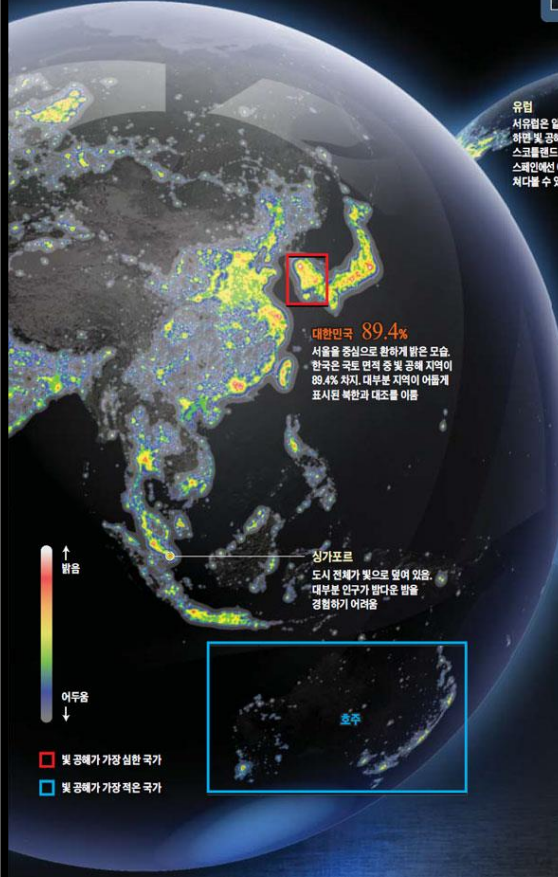 유럽
서유럽은
하면 빛 공해
스코틀랜드
스페인에선
쳐다볼 수
대한민국 89.4%
서울을 중심으로 환하게 밝은 모습.
한국은 국토 면적 중 빛 공해 지역이
89.4% 차지. 대부분 지역이 어둡게
표시된 북한과 대조를 이룸
싱가포르
도시 전체가 빛으로 덮여 있음.
대부분 인구가 밤다운 밤을
경험하기 어려움
↑
밝음
어두움
↓
호주
빛 공해가 가장 심한 국가
빛 공해가 가장 적은 국가